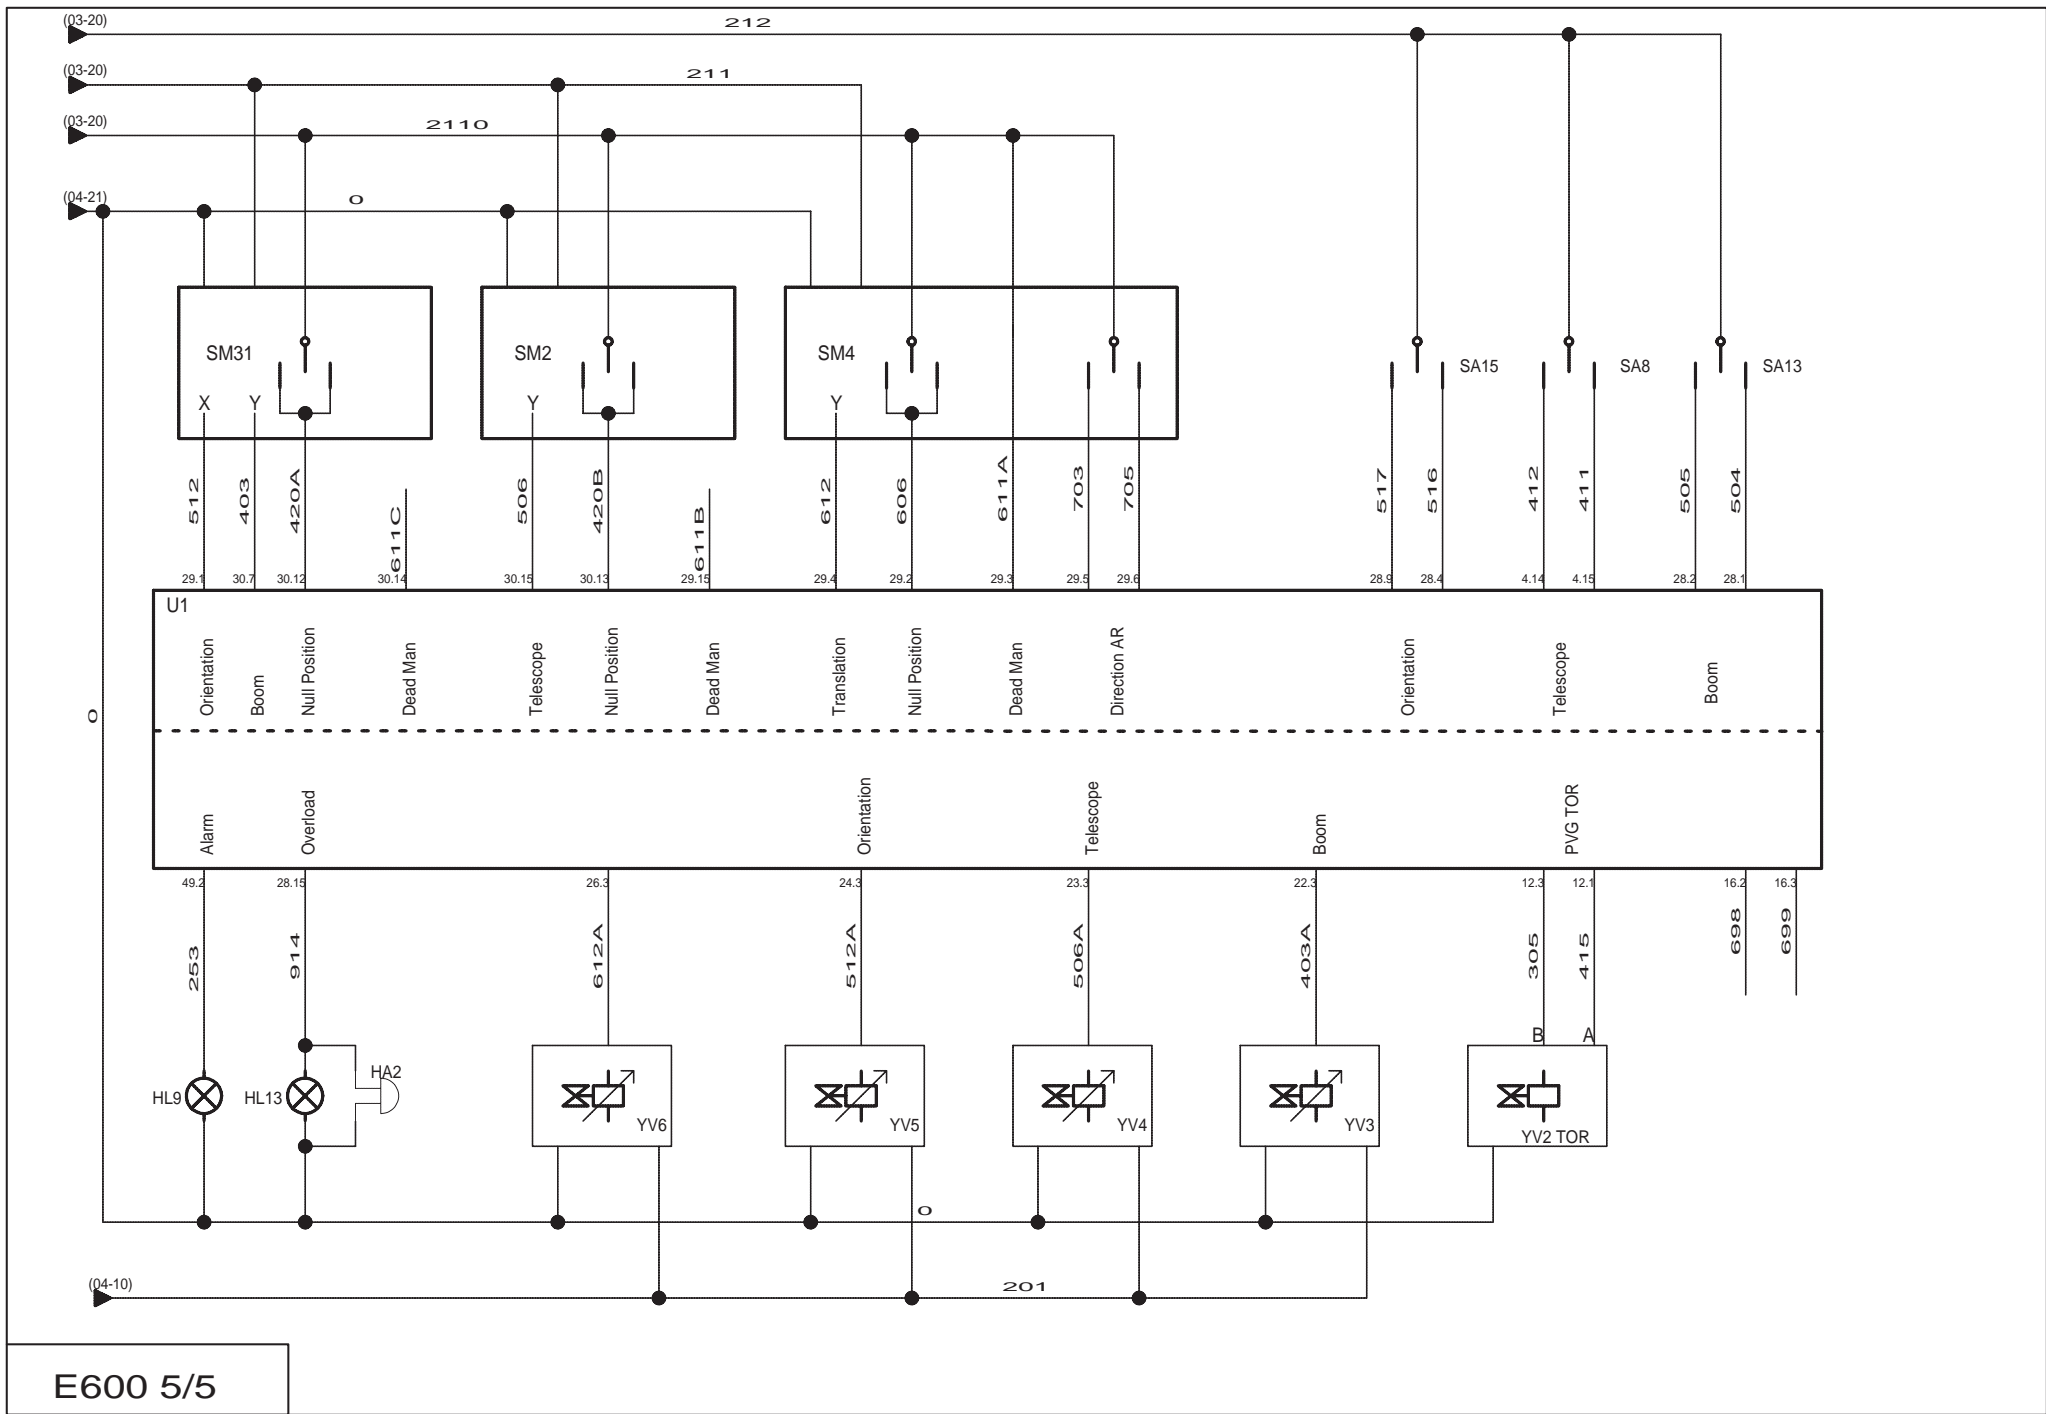 (03-20)
212
(03-20)
211
(03-20)
2110
(04-21)
0
SM31
SM2
SM4
SA15
SA8
SA13
X
Y
Y
Y
512
403
420A
611C
506
420B
611B
612
606
611A
703
705
517
516
412
411
505
504
29.1
30.7
30.12
30.14
30.15
30.13
29.15
29.4
29.2
29.3
29.5
29.6
28.9
28.4
4.14
4.15
28.2
28.1
U1
Orientation
Boom
Null Position
Dead Man
Telescope
Null Position
Dead Man
Translation
Null Position
Dead Man
Direction AR
Orientation
Telescope
Boom
0
Alarm
Overload
Orientation
Telescope
Boom
PVG TOR
49.2
28.15
26.3
24.3
23.3
22.3
12.3
12.1
16.2
16.3
253
914
612A
512A
506A
403A
305
415
698
699
B
A
HL9
HL13
HA2
YV6
YV5
YV4
YV3
YV2 TOR
0
(04-10)
201
E600 5/5